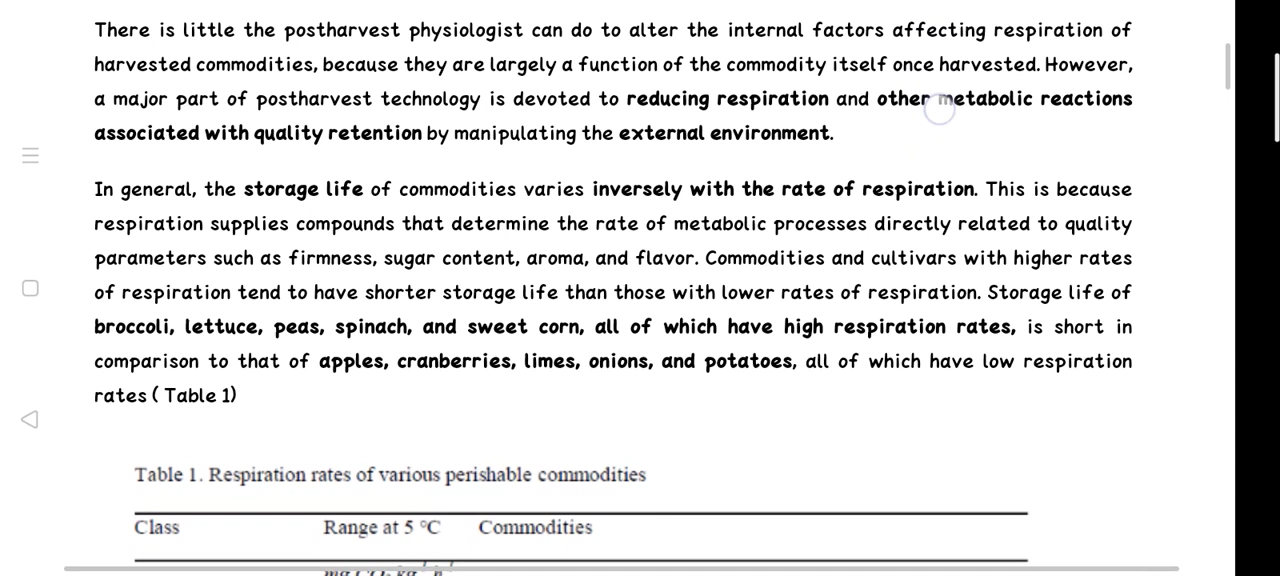 There is little the postharvest physiologist can do to alter the internal factors affecting respiration of
harvested commodities, because they are largely a function of the commodity itself once harvested. However,
a major part of postharvest technology is devoted to reducing respiration and other metabolic reactions
associated with quality retention by manipulating the external environment.
In general, the storage life of commodities varies inversely with the rate of respiration. This is because
respiration supplies compounds that determine the rate of metabolic processes directly related to quality
parameters such as firmness, sugar content, aroma, and flavor. Commodities and cultivars with higher rates
of respiration tend to have shorter storage life than those with lower rates of respiration. Storage life of
broccoli, lettuce, peas, spinach, and sweet corn, all of which have high respiration rates, is short in
comparison to that of apples, cranberries, limes, onions, and potatoes, all of which have low respiration
rates ( Table 1)
Table 1. Respiration rates of various perishable commodities
Class Range at 5 °C Commodities